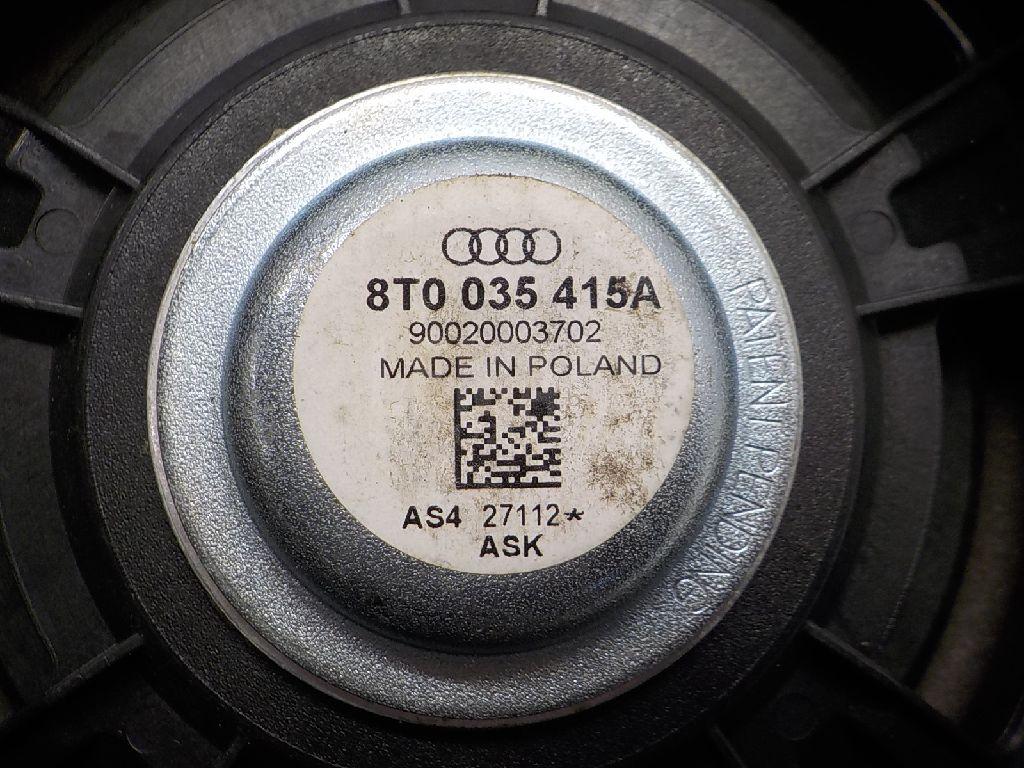 8T0 035 415A
90020003702
MADE IN POLAND
AS4 27112*
ASK
PATENT PENDING